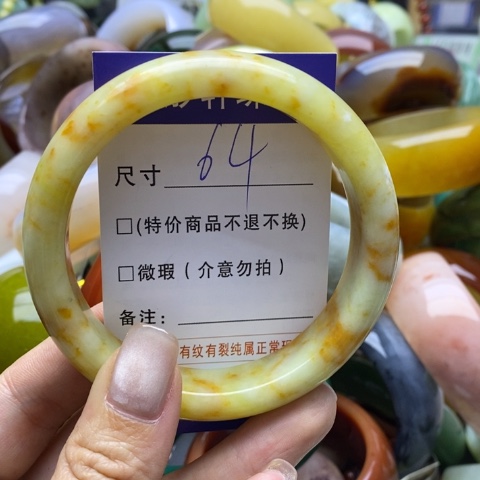 尺寸 64
□(特价商品不退不换)
□微瑕(介意勿拍)
备注:
有纹有裂纯属正常